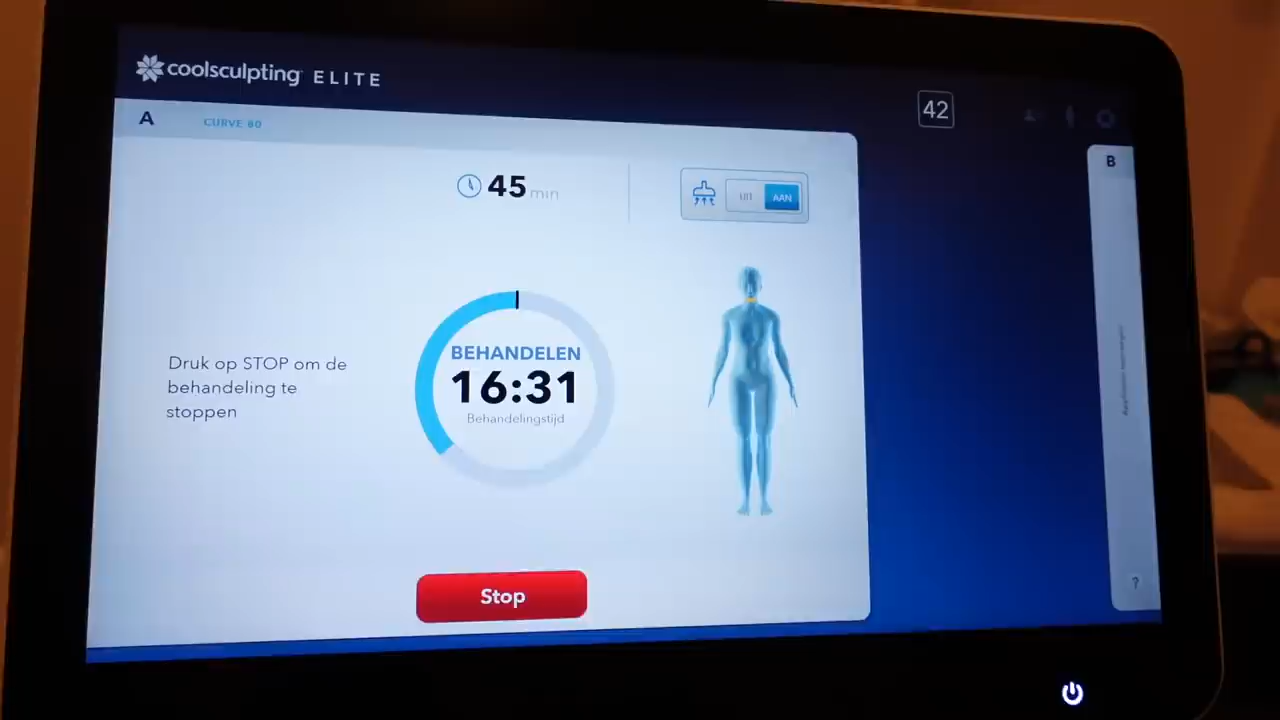 coolsculpting ELITE
42
A
CURVE 80
B
45 min
UIT
AAN
BEHANDELEN
16:31
Behandelingstijd
Druk op STOP om de
behandeling te
stoppen
Stop
?